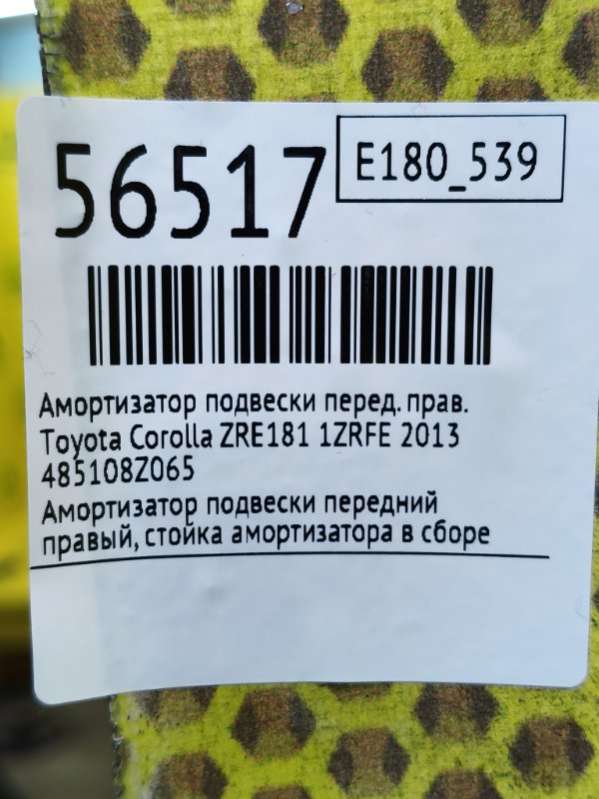 56517
E180_539
Амортизатор подвески перед. прав.
Toyota Corolla ZRE181 1ZRFE 2013
485108Z065
Амортизатор подвески передний
правый, стойка амортизатора в сборе